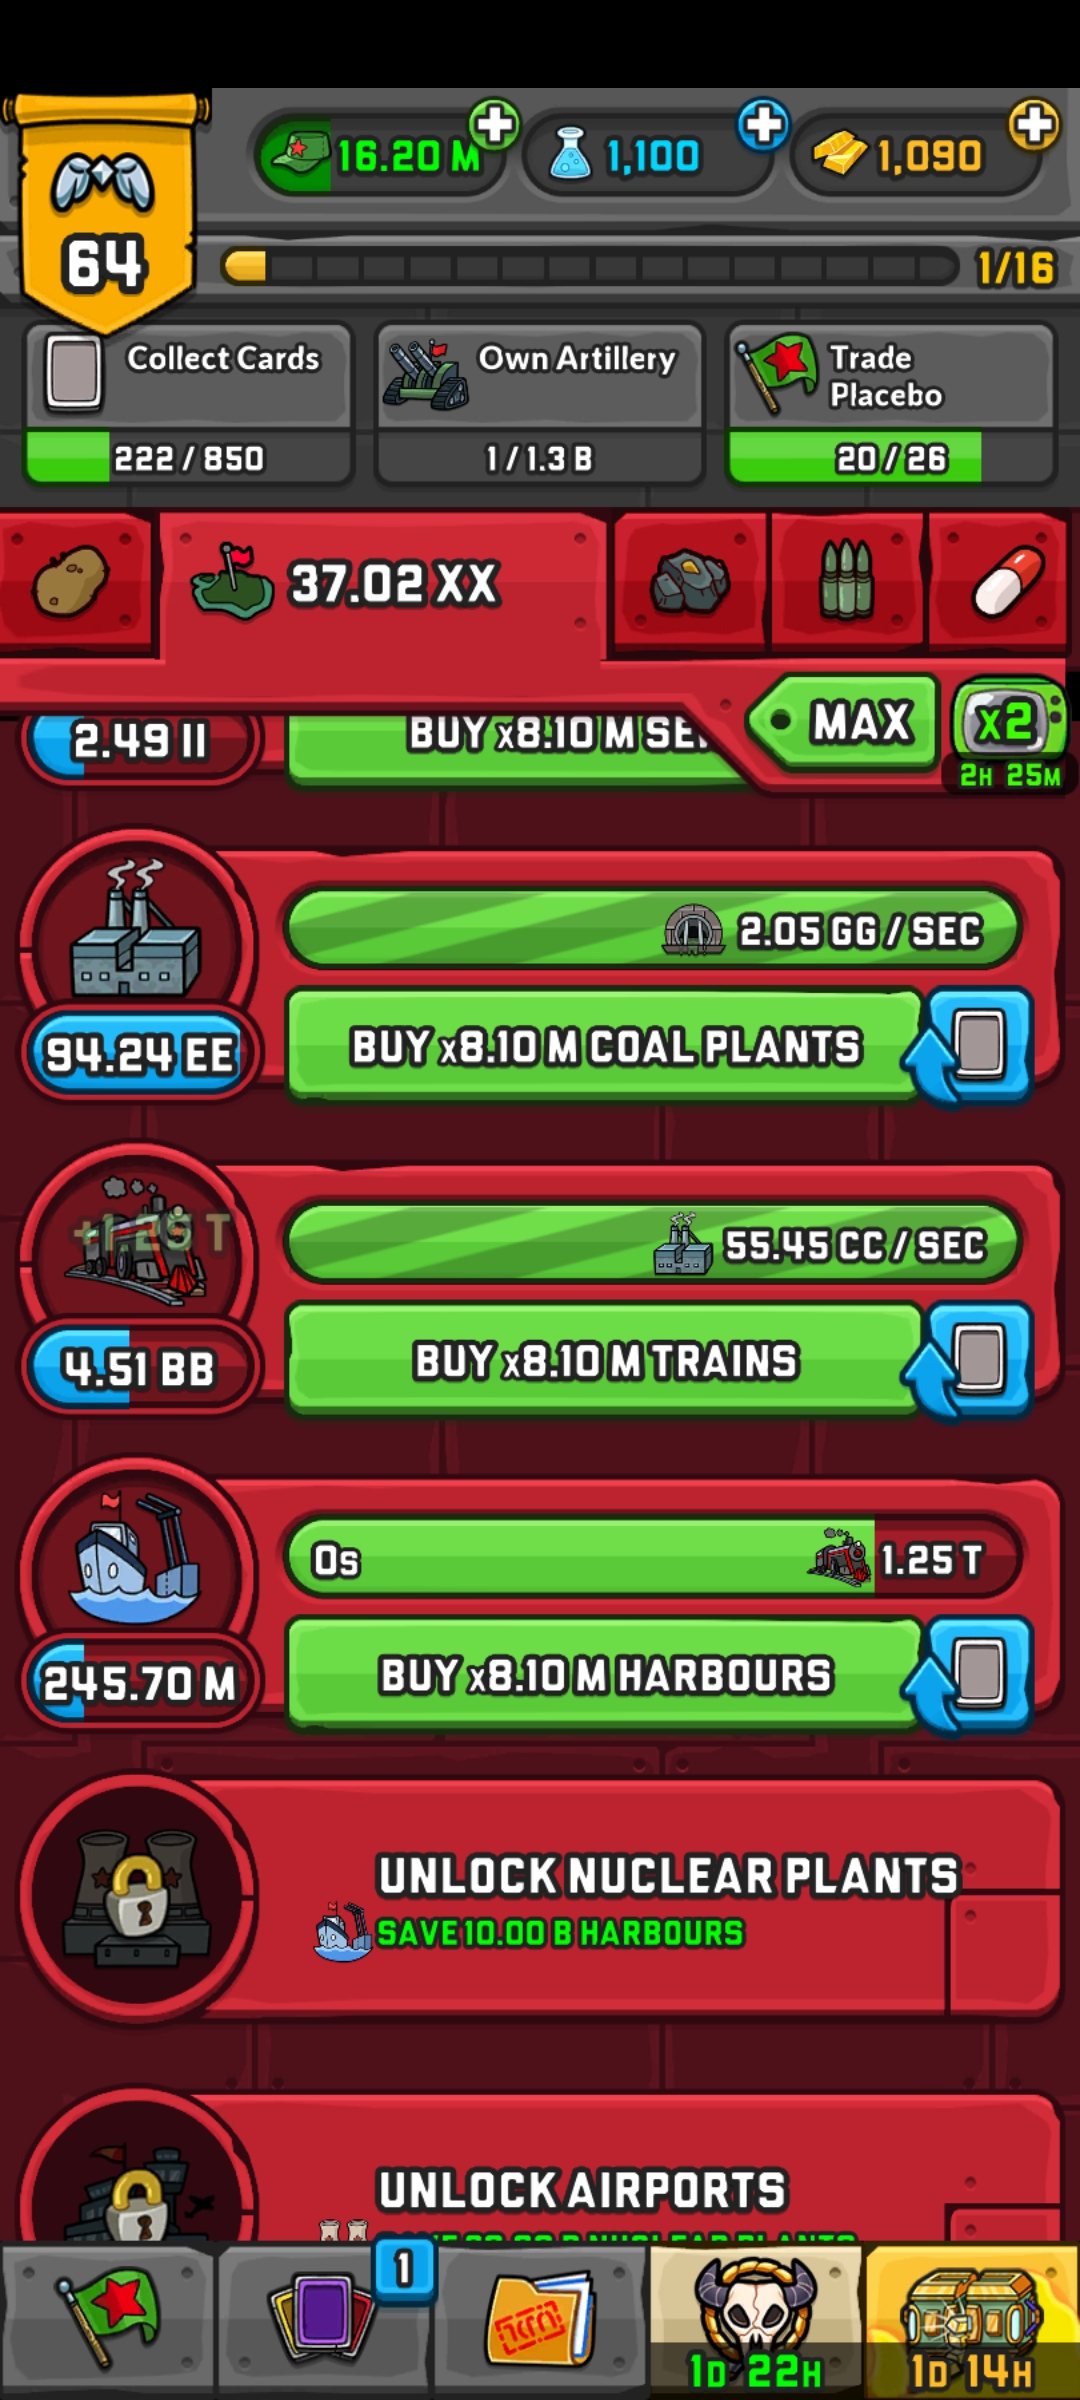 64
16.20 M
1,100
1,090
1/16
Collect Cards
222 / 850
Own Artillery
1 / 1.3 B
Trade
Placebo
20 / 26
37.02 XX
MAX
x2
2H 25M
2.49 II
BUY x8.10 M
2.05 GG / SEC
94.24 EE
BUY x8.10 M COAL PLANTS
+1.25 T
55.45 CC / SEC
4.51 BB
BUY x8.10 M TRAINS
0s
1.25 T
245.70 M
BUY x8.10 M HARBOURS
UNLOCK NUCLEAR PLANTS
SAVE 10.00 B HARBOURS
UNLOCK AIRPORTS
1
1D 22H
1D 14H